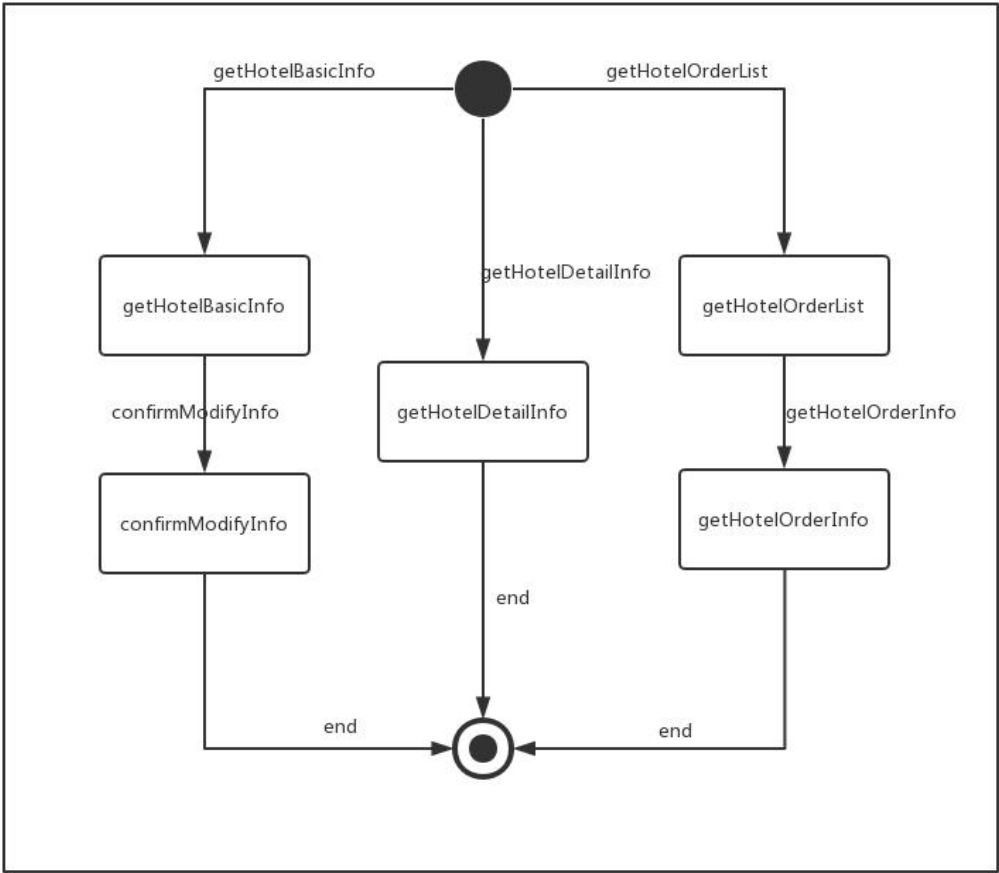 getHotelBasicInfo
getHotelOrderList
getHotelDetailInfo
getHotelBasicInfo
getHotelOrderList
confirmModifyInfo
getHotelDetailInfo
getHotelOrderInfo
confirmModifyInfo
getHotelOrderInfo
end
end
end